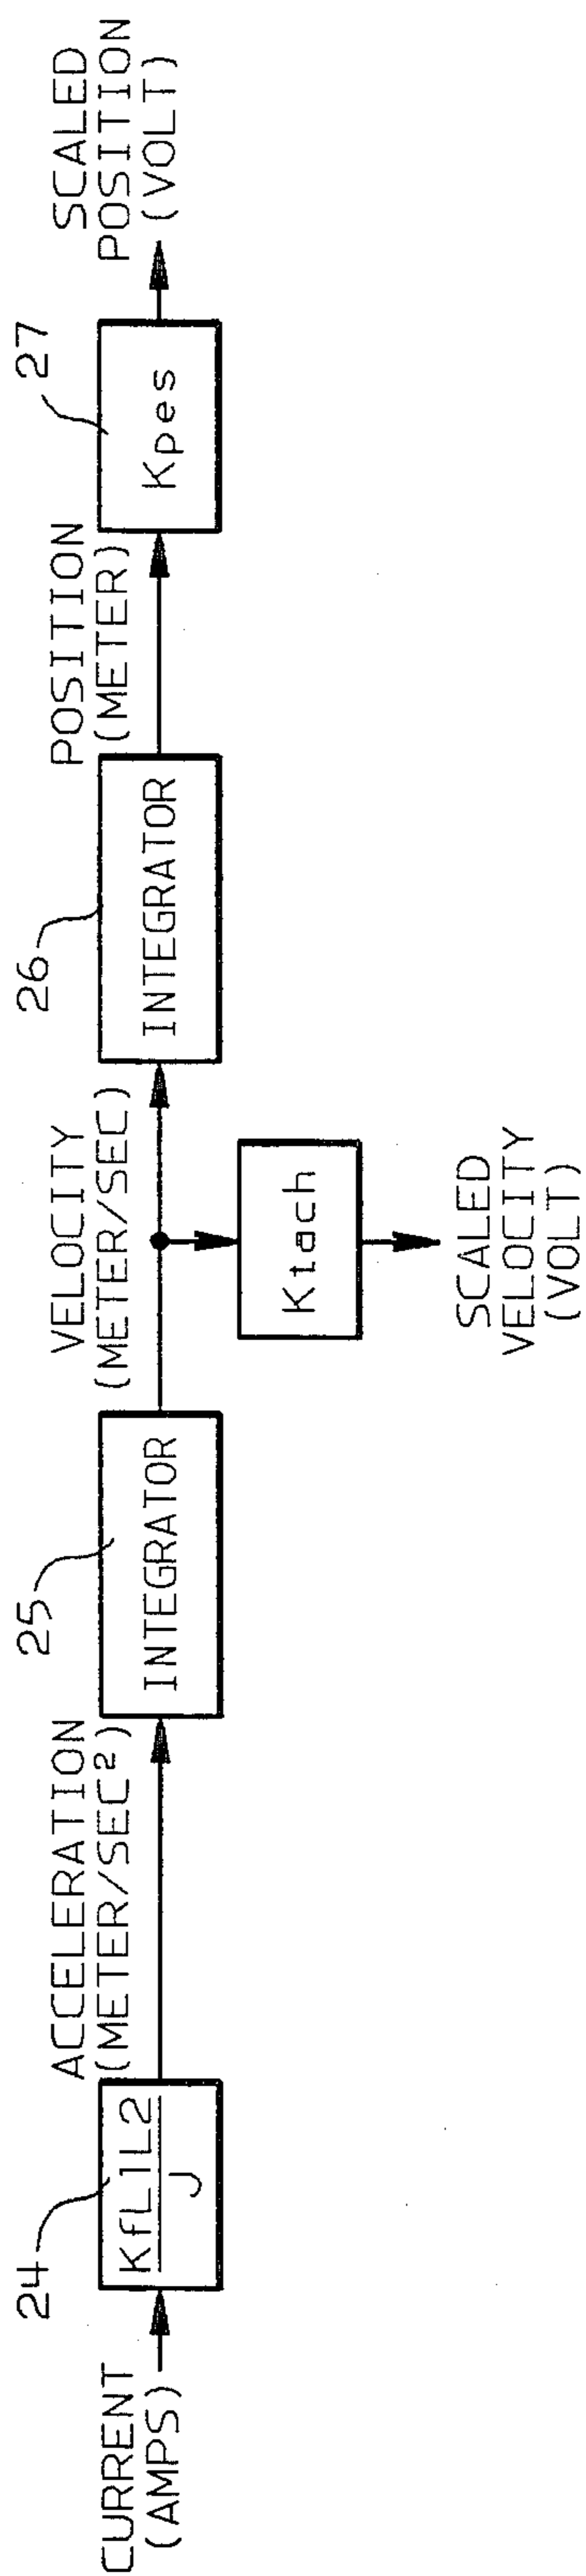 CURRENT
(AMPS)
24
KfL1L2
J
ACCELERATION
(METER/SEC²)
25
INTEGRATOR
VELOCITY
(METER/SEC)
Ktach
SCALED
VELOCITY
(VOLT)
26
INTEGRATOR
POSITION
(METER)
27
Kpes
SCALED
POSITION
(VOLT)